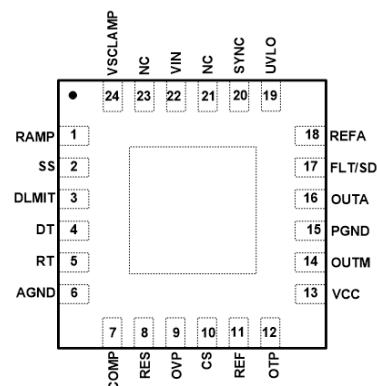 VSCLAMP NC VIN NC SYNC UVLO
24 23 22 21 20 19
RAMP 1 18 REFA
SS 2 17 FLT/SD
DLMIT 3 16 OUTA
DT 4 15 PGND
RT 5 14 OUTM
AGND 6 13 VCC
7 8 9 10 11 12
COMP RES OVP CS REF OTP